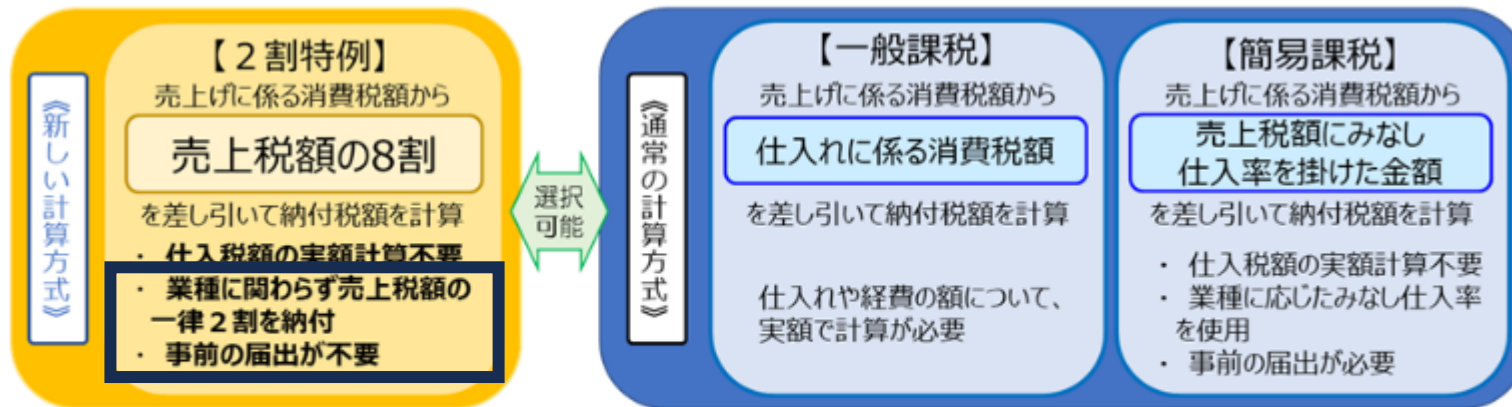 《新しい計算方式》
【２割特例】
売上げに係る消費税額から
売上税額の8割
を差し引いて納付税額を計算
・ 仕入税額の実額計算不要
・ 業種に関わらず売上税額の
一律２割を納付
・ 事前の届出が不要
選択
可能
《通常の計算方式》
【一般課税】
売上げに係る消費税額から
仕入れに係る消費税額
を差し引いて納付税額を計算
仕入れや経費の額について、
実額で計算が必要
【簡易課税】
売上げに係る消費税額から
売上税額にみなし
仕入率を掛けた金額
を差し引いて納付税額を計算
・ 仕入税額の実額計算不要
・ 業種に応じたみなし仕入率
を使用
・ 事前の届出が必要